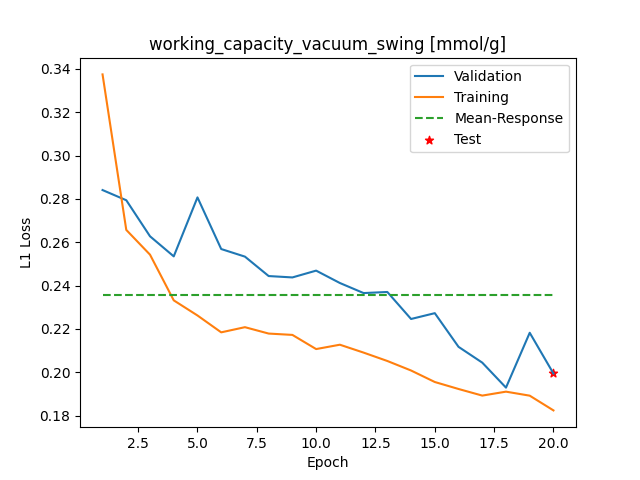 working_capacity_vacuum_swing [mmol/g]
0.34
0.32
0.30
0.28
0.26
0.24
0.22
0.20
0.18
L1 Loss
Validation
Training
Mean-Response
Test
2.5 5.0 7.5 10.0 12.5 15.0 17.5 20.0
Epoch